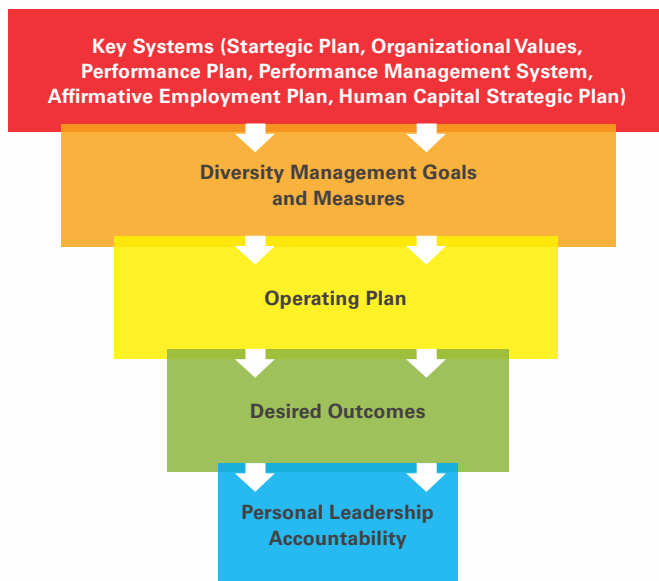 Key Systems (Startegic Plan, Organizational Values,
Performance Plan, Performance Management System,
Affirmative Employment Plan, Human Capital Strategic Plan)
Diversity Management Goals
and Measures
Operating Plan
Desired Outcomes
Personal Leadership
Accountability